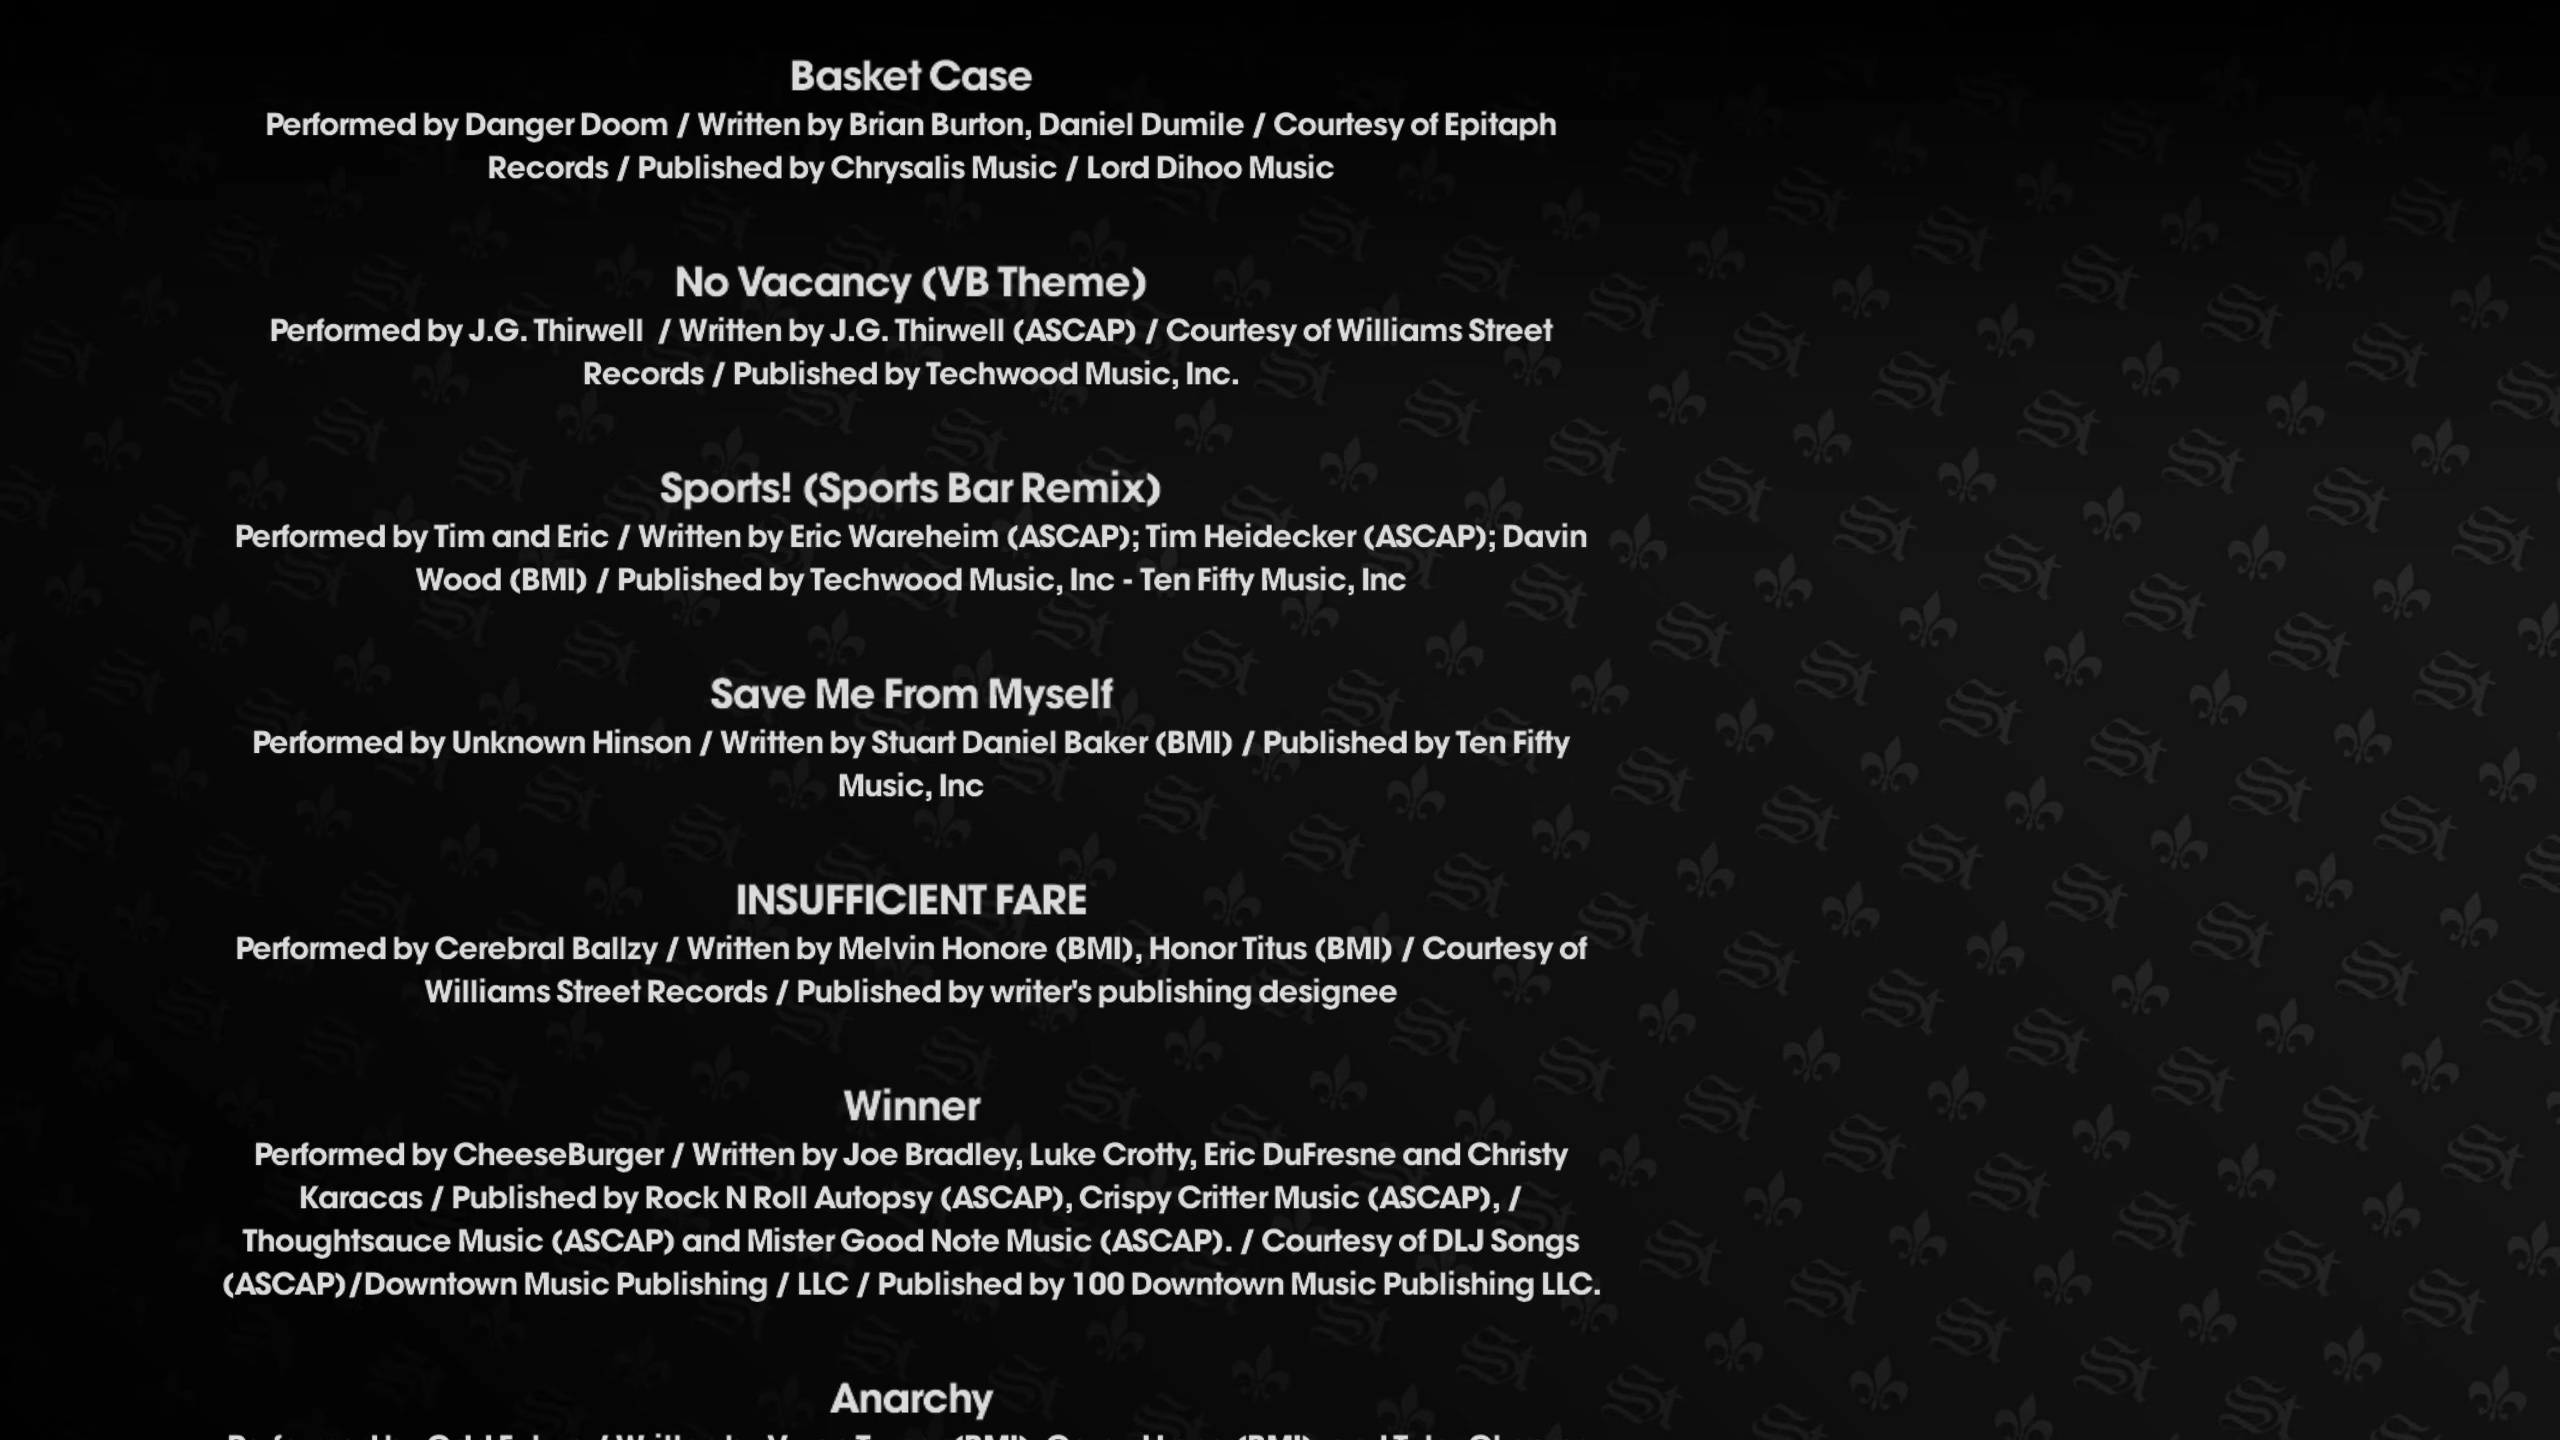 Basket Case
Performed by Danger Doom / Written by Brian Burton, Daniel Dumile / Courtesy of Epitaph
Records / Published by Chrysalis Music / Lord Dihoo Music
No Vacancy (VB Theme)
Performed by J.G. Thirwell / Written by J.G. Thirwell (ASCAP) / Courtesy of Williams Street
Records / Published by Techwood Music, Inc.
Sports! (Sports Bar Remix)
Performed by Tim and Eric / Written by Eric Wareheim (ASCAP); Tim Heidecker (ASCAP); Davin
Wood (BMI) / Published by Techwood Music, Inc - Ten Fifty Music, Inc
Save Me From Myself
Performed by Unknown Hinson / Written by Stuart Daniel Baker (BMI) / Published by Ten Fifty
Music, Inc
INSUFFICIENT FARE
Performed by Cerebral Ballzy / Written by Melvin Honore (BMI), Honor Titus (BMI) / Courtesy of
Williams Street Records / Published by writer's publishing designee
Winner
Performed by CheeseBurger / Written by Joe Bradley, Luke Crotty, Eric DuFresne and Christy
Karacas / Published by Rock N Roll Autopsy (ASCAP), Crispy Critter Music (ASCAP), /
Thoughtsauce Music (ASCAP) and Mister Good Note Music (ASCAP). / Courtesy of DLJ Songs
(ASCAP)/Downtown Music Publishing / LLC / Published by 100 Downtown Music Publishing LLC.
Anarchy